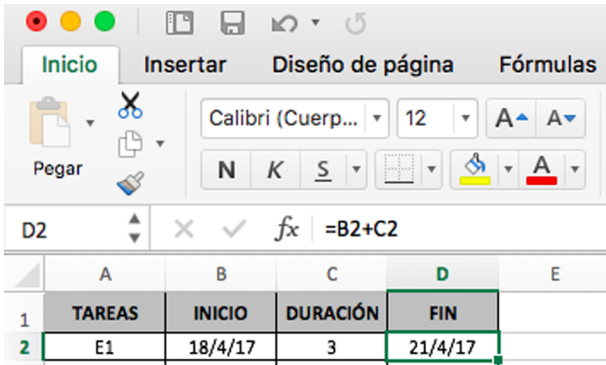 Inicio Insertar Diseño de página Fórmulas
Calibri (Cuerp... 12 A A
Pegar N K S A
D2 fx =B2+C2
A B C D E
1 TAREAS INICIO DURACIÓN FIN
2 E1 18/4/17 3 21/4/17